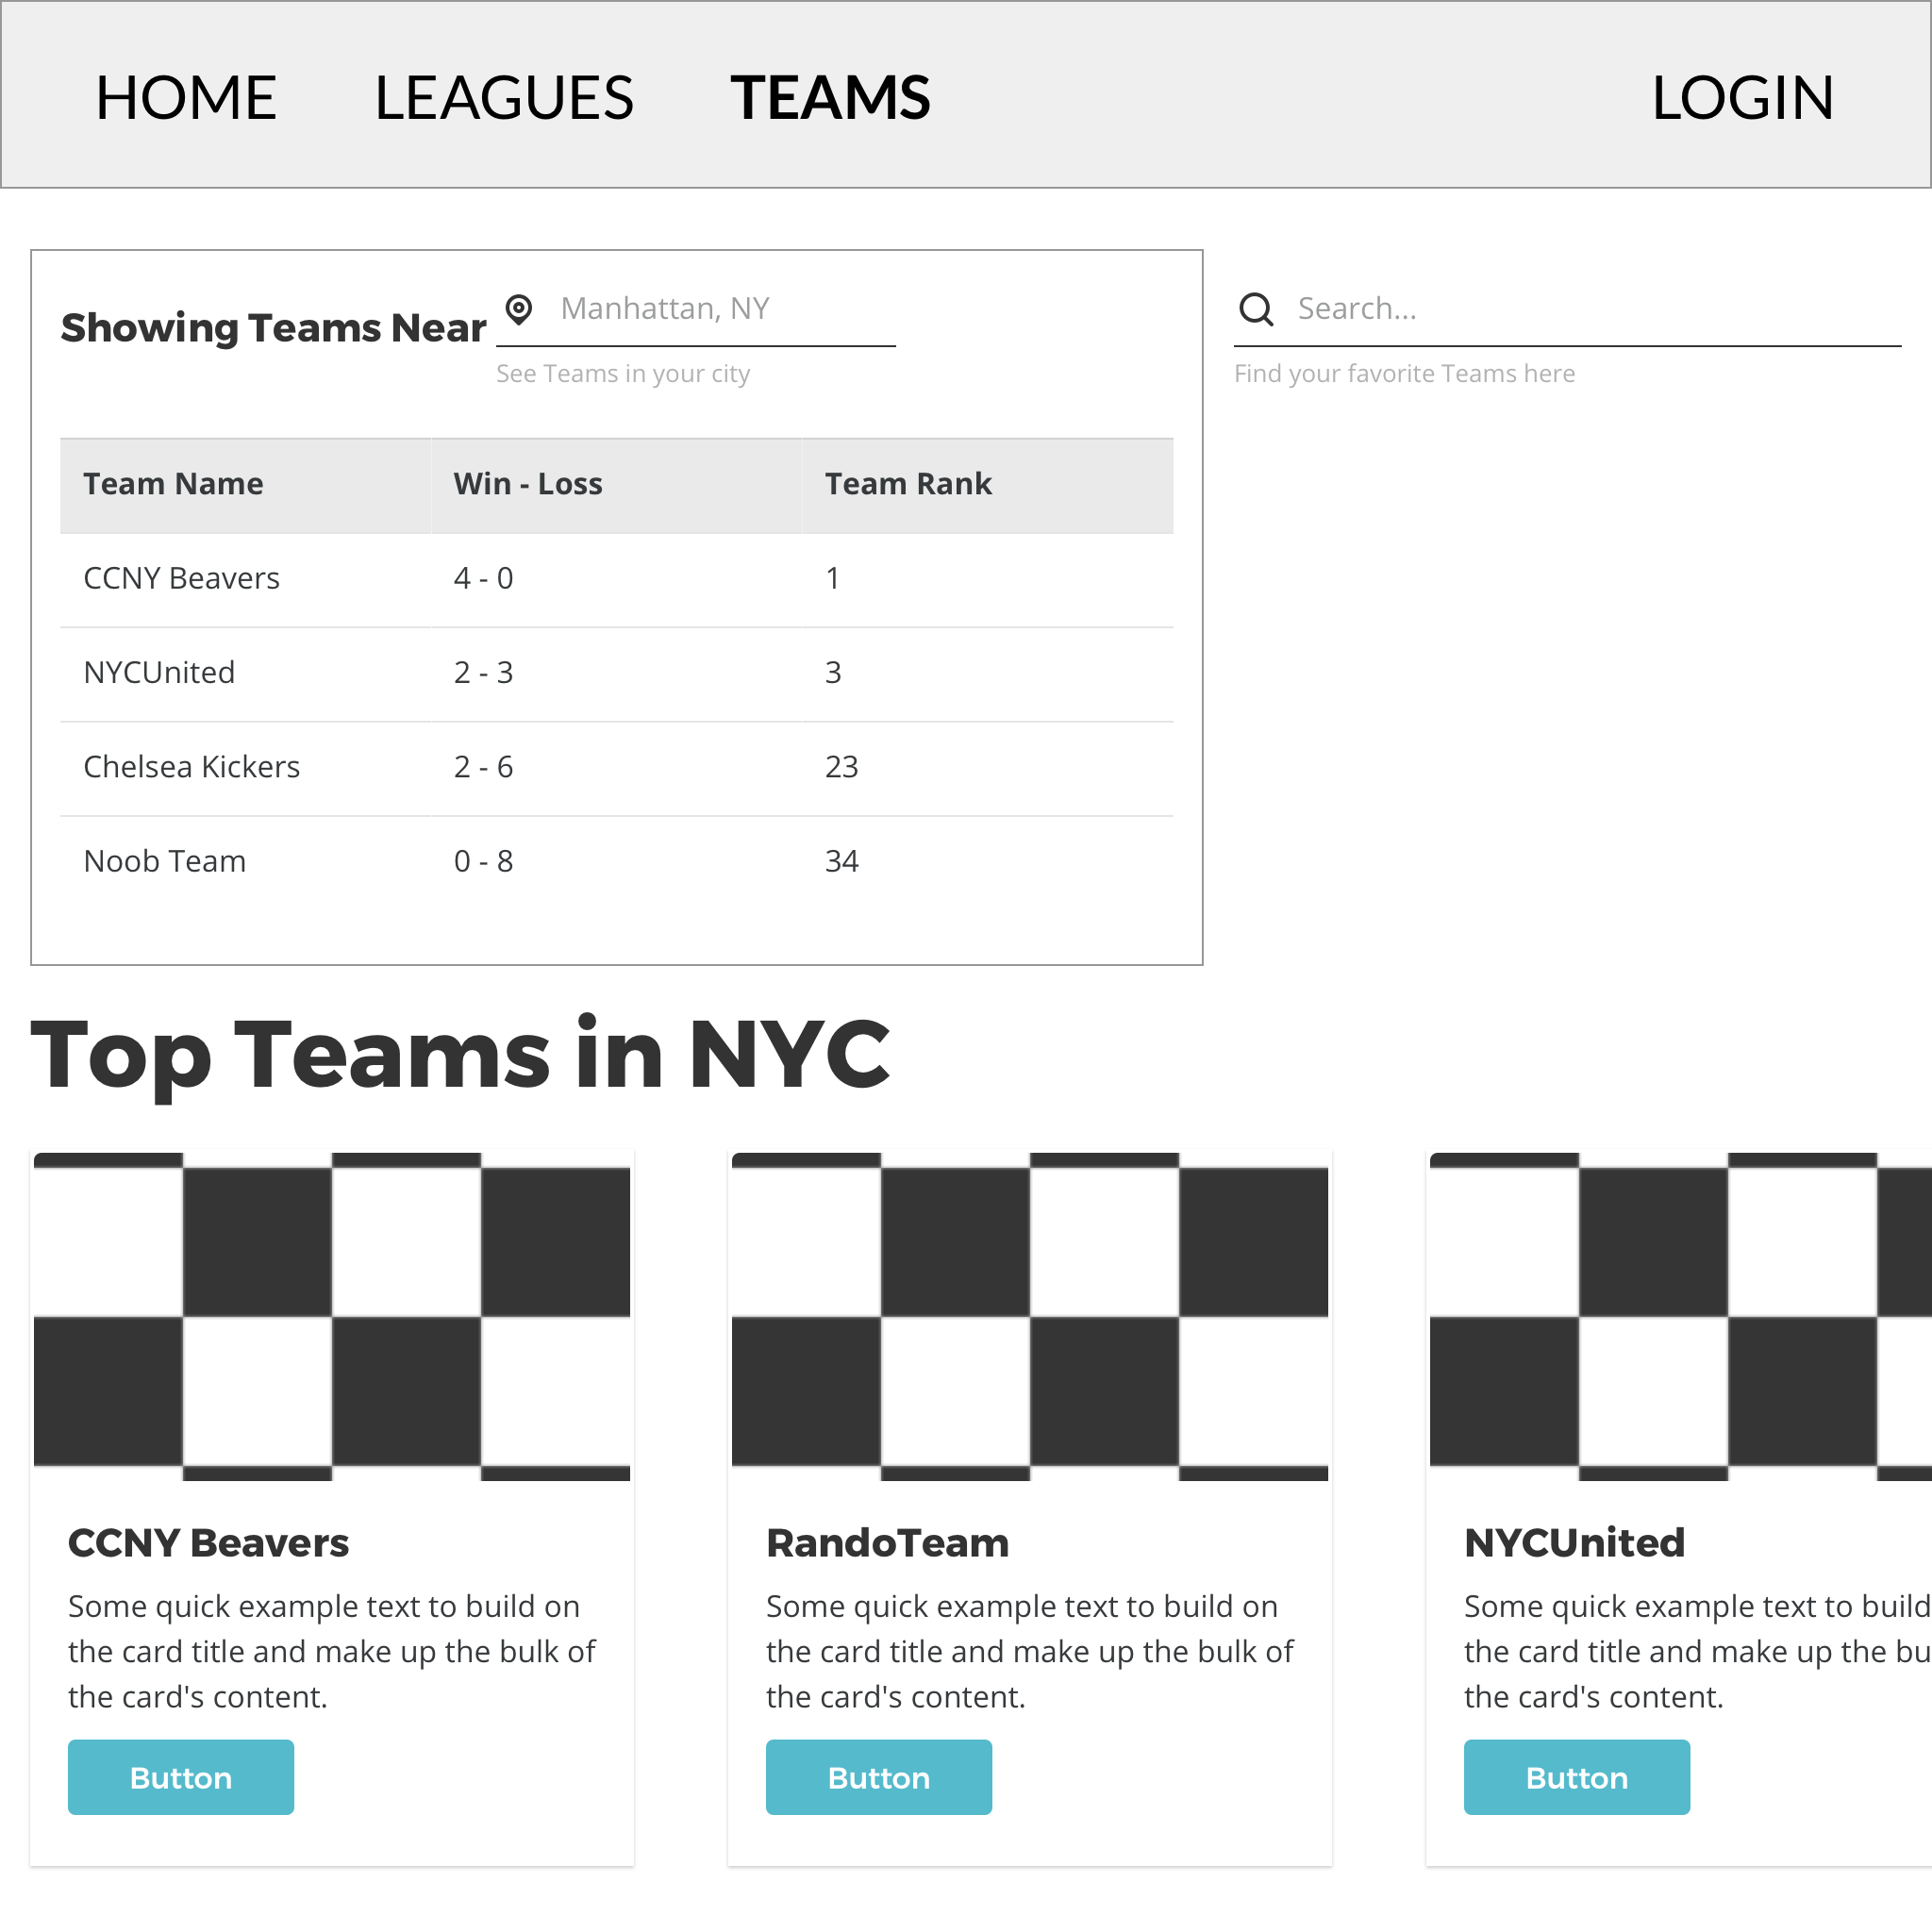 HOME LEAGUES TEAMS LOGIN
Showing Teams Near Manhattan, NY
See Teams in your city
Search...
Find your favorite Teams here
Team Name Win - Loss Team Rank
CCNY Beavers 4 - 0 1
NYCUnited 2 - 3 3
Chelsea Kickers 2 - 6 23
Noob Team 0 - 8 34
Top Teams in NYC
CCNY Beavers
Some quick example text to build on
the card title and make up the bulk of
the card's content.
Button
RandoTeam
Some quick example text to build on
the card title and make up the bulk of
the card's content.
Button
NYCUnited
Some quick example text to build
the card title and make up the bu
the card's content.
Button